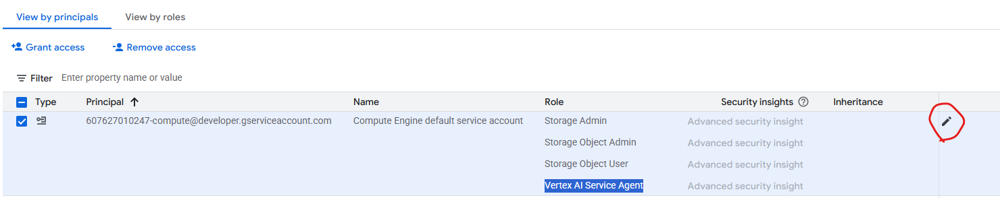 View by principals View by roles
Grant access Remove access
Filter Enter property name or value
Type Principal Name Role Security insights Inheritance
607627010247-compute@developer.gserviceaccount.com Compute Engine default service account Storage Admin Advanced security insight
Storage Object Admin Advanced security insight
Storage Object User Advanced security insight
Vertex AI Service Agent Advanced security insight